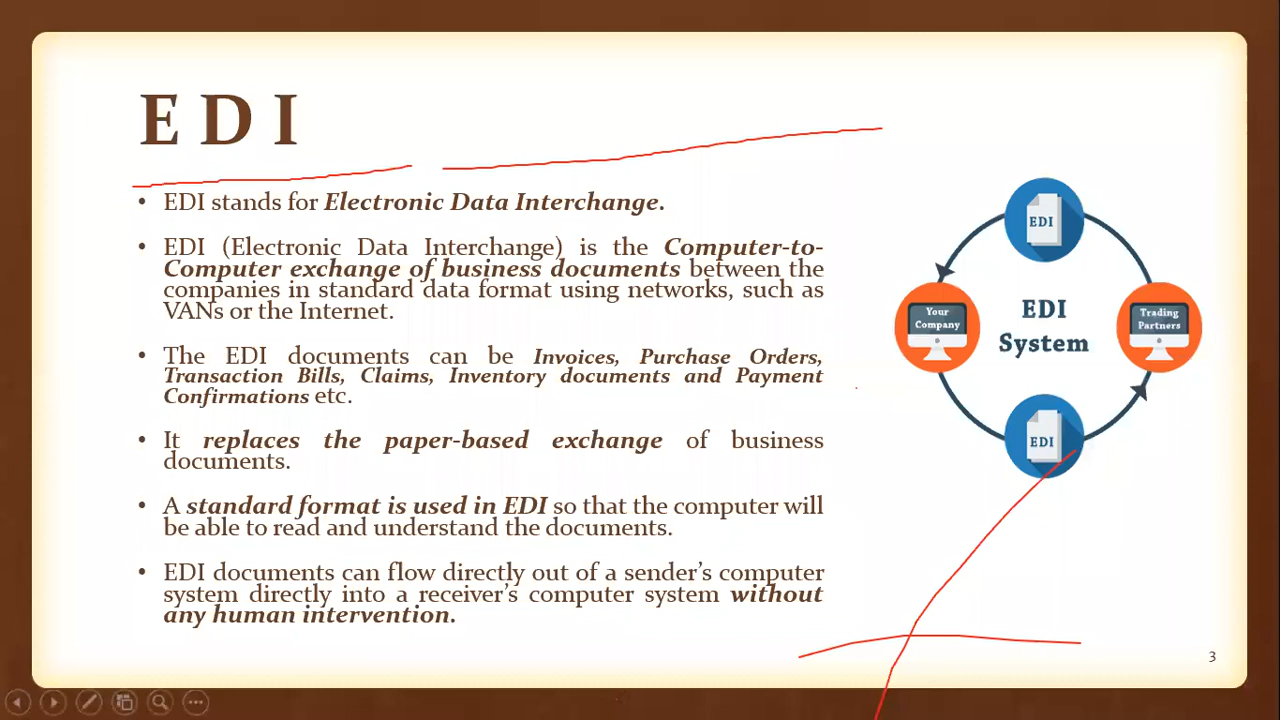 E D I
• EDI stands for Electronic Data Interchange.
• EDI (Electronic Data Interchange) is the Computer-to-
Computer exchange of business documents between the
companies in standard data format using networks, such as
VANs or the Internet.
• The EDI documents can be Invoices, Purchase Orders,
Transaction Bills, Claims, Inventory documents and Payment
Confirmations etc.
• It replaces the paper-based exchange of business
documents.
• A standard format is used in EDI so that the computer will
be able to read and understand the documents.
• EDI documents can flow directly out of a sender's computer
system directly into a receiver's computer system without
any human intervention.
EDI
Your
Company
EDI
System
Trading
Partners
EDI
3